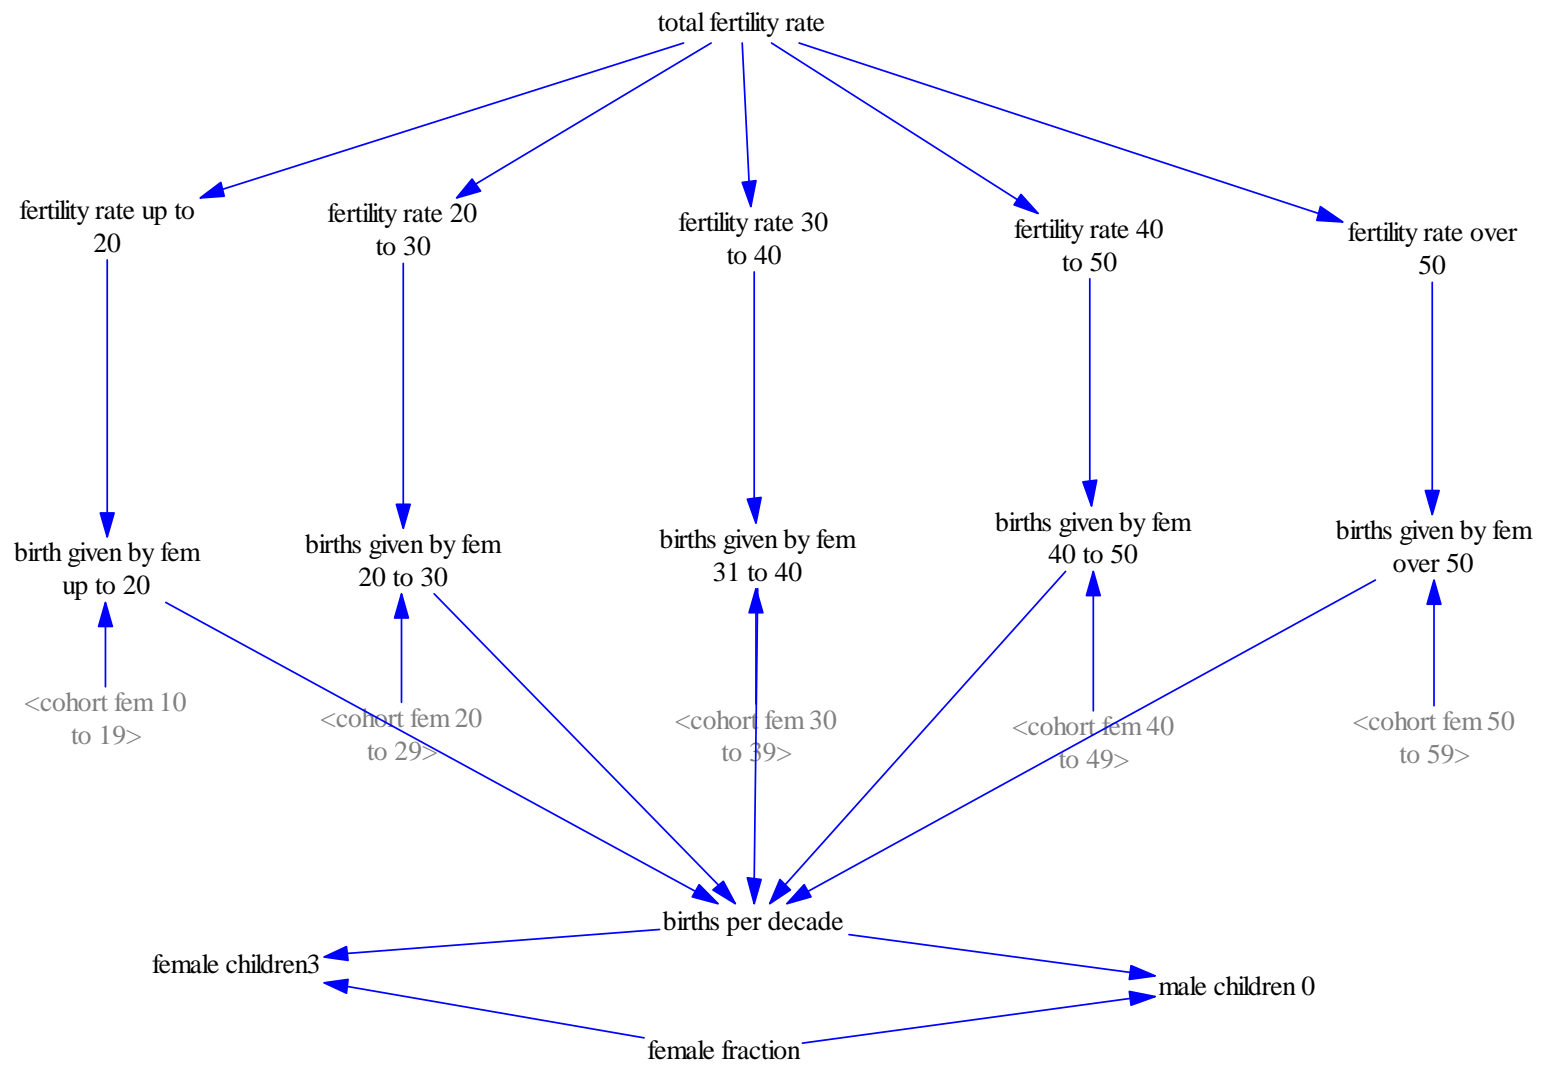 total fertility rate
fertility rate up to
20
fertility rate 20
to 30
fertility rate 30
to 40
fertility rate 40
to 50
fertility rate over
50
birth given by fem
up to 20
births given by fem
20 to 30
births given by fem
31 to 40
births given by fem
40 to 50
births given by fem
over 50
<cohort fem 10
to 19>
<cohort fem 20
to 29>
<cohort fem 30
to 39>
<cohort fem 40
to 49>
<cohort fem 50
to 59>
births per decade
female children3
male children 0
female fraction